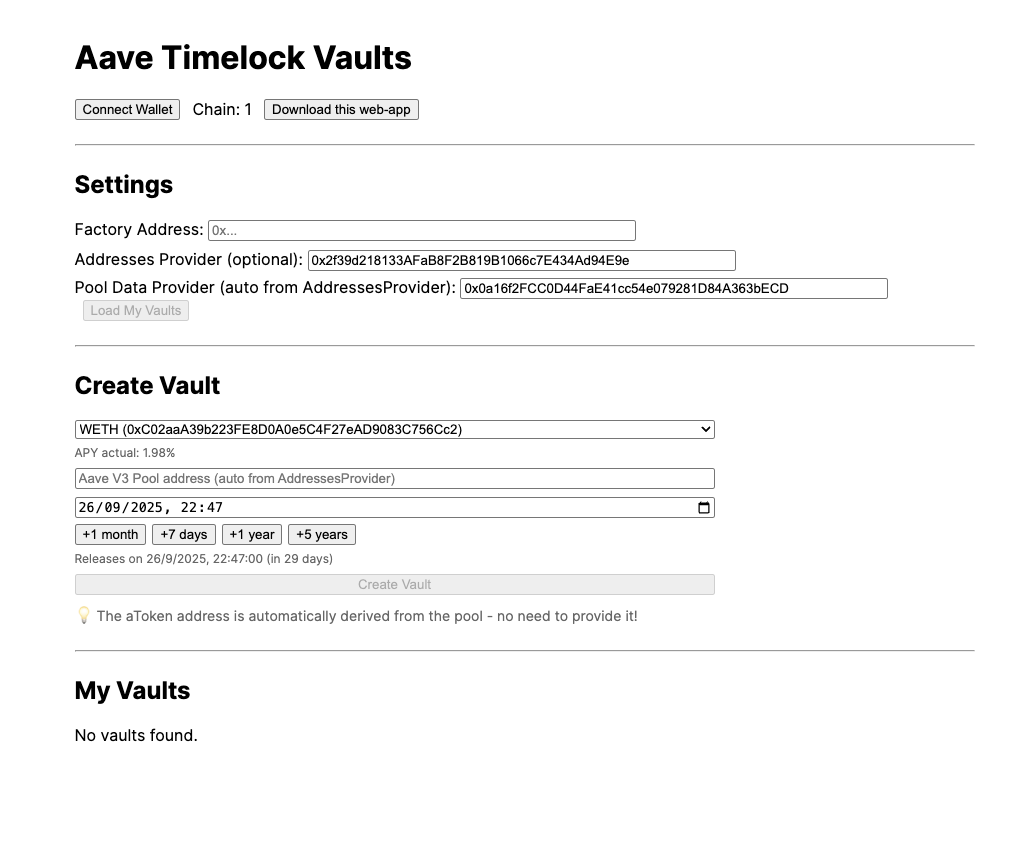 Aave Timelock Vaults
Connect Wallet Chain: 1 Download this web-app
Settings
Factory Address: 0x...
Addresses Provider (optional): 0x2f39d218133AFaB8F2B819B1066c7E434Ad94E9e
Pool Data Provider (auto from AddressesProvider): 0x0a16f2FCC0D44FaE41cc54e079281D84A363bECD
Load My Vaults
Create Vault
WETH (0xC02aaA39b223FE8D0A0e5C4F27eAD9083C756Cc2)
APY actual: 1.98%
Aave V3 Pool address (auto from AddressesProvider)
26/09/2025, 22:47
+1 month +7 days +1 year +5 years
Releases on 26/9/2025, 22:47:00 (in 29 days)
Create Vault
💡 The aToken address is automatically derived from the pool - no need to provide it!
My Vaults
No vaults found.